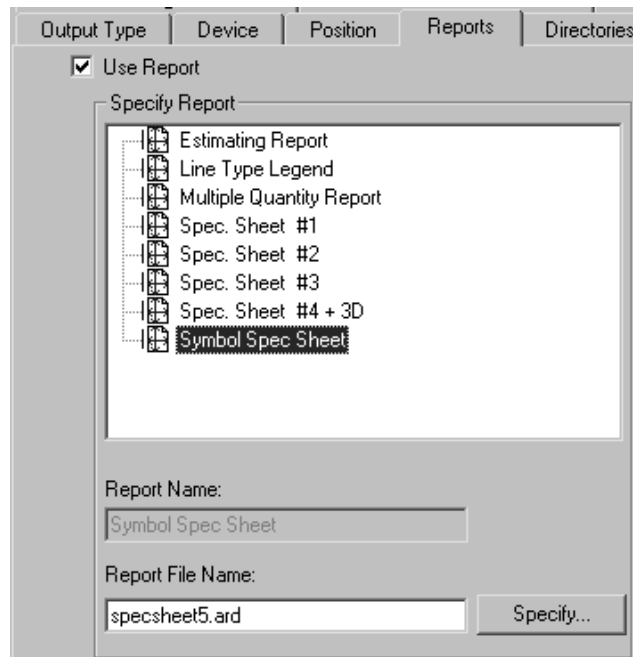 Output Type Device Position Reports Directories
Use Report
Specify Report
Estimating Report
Line Type Legend
Multiple Quantity Report
Spec. Sheet #1
Spec. Sheet #2
Spec. Sheet #3
Spec. Sheet #4 + 3D
Symbol Spec Sheet
Report Name:
Symbol Spec Sheet
Report File Name:
specsheet5.ard Specify...